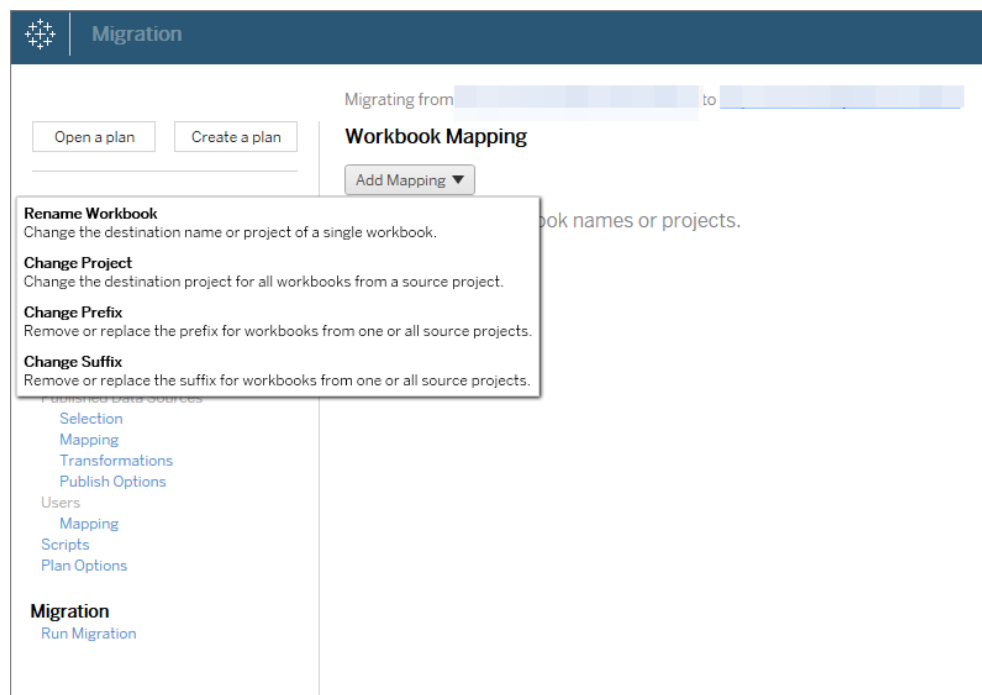 Migration
Migrating from to
Open a plan
Create a plan
Workbook Mapping
Add Mapping ▼
Rename Workbook
Change the destination name or project of a single workbook.
Change Project
Change the destination project for all workbooks from a source project.
Change Prefix
Remove or replace the prefix for workbooks from one or all source projects.
Change Suffix
Remove or replace the suffix for workbooks from one or all source projects.
ook names or projects.
Published Data Sources
Selection
Mapping
Transformations
Publish Options
Users
Mapping
Scripts
Plan Options
Migration
Run Migration